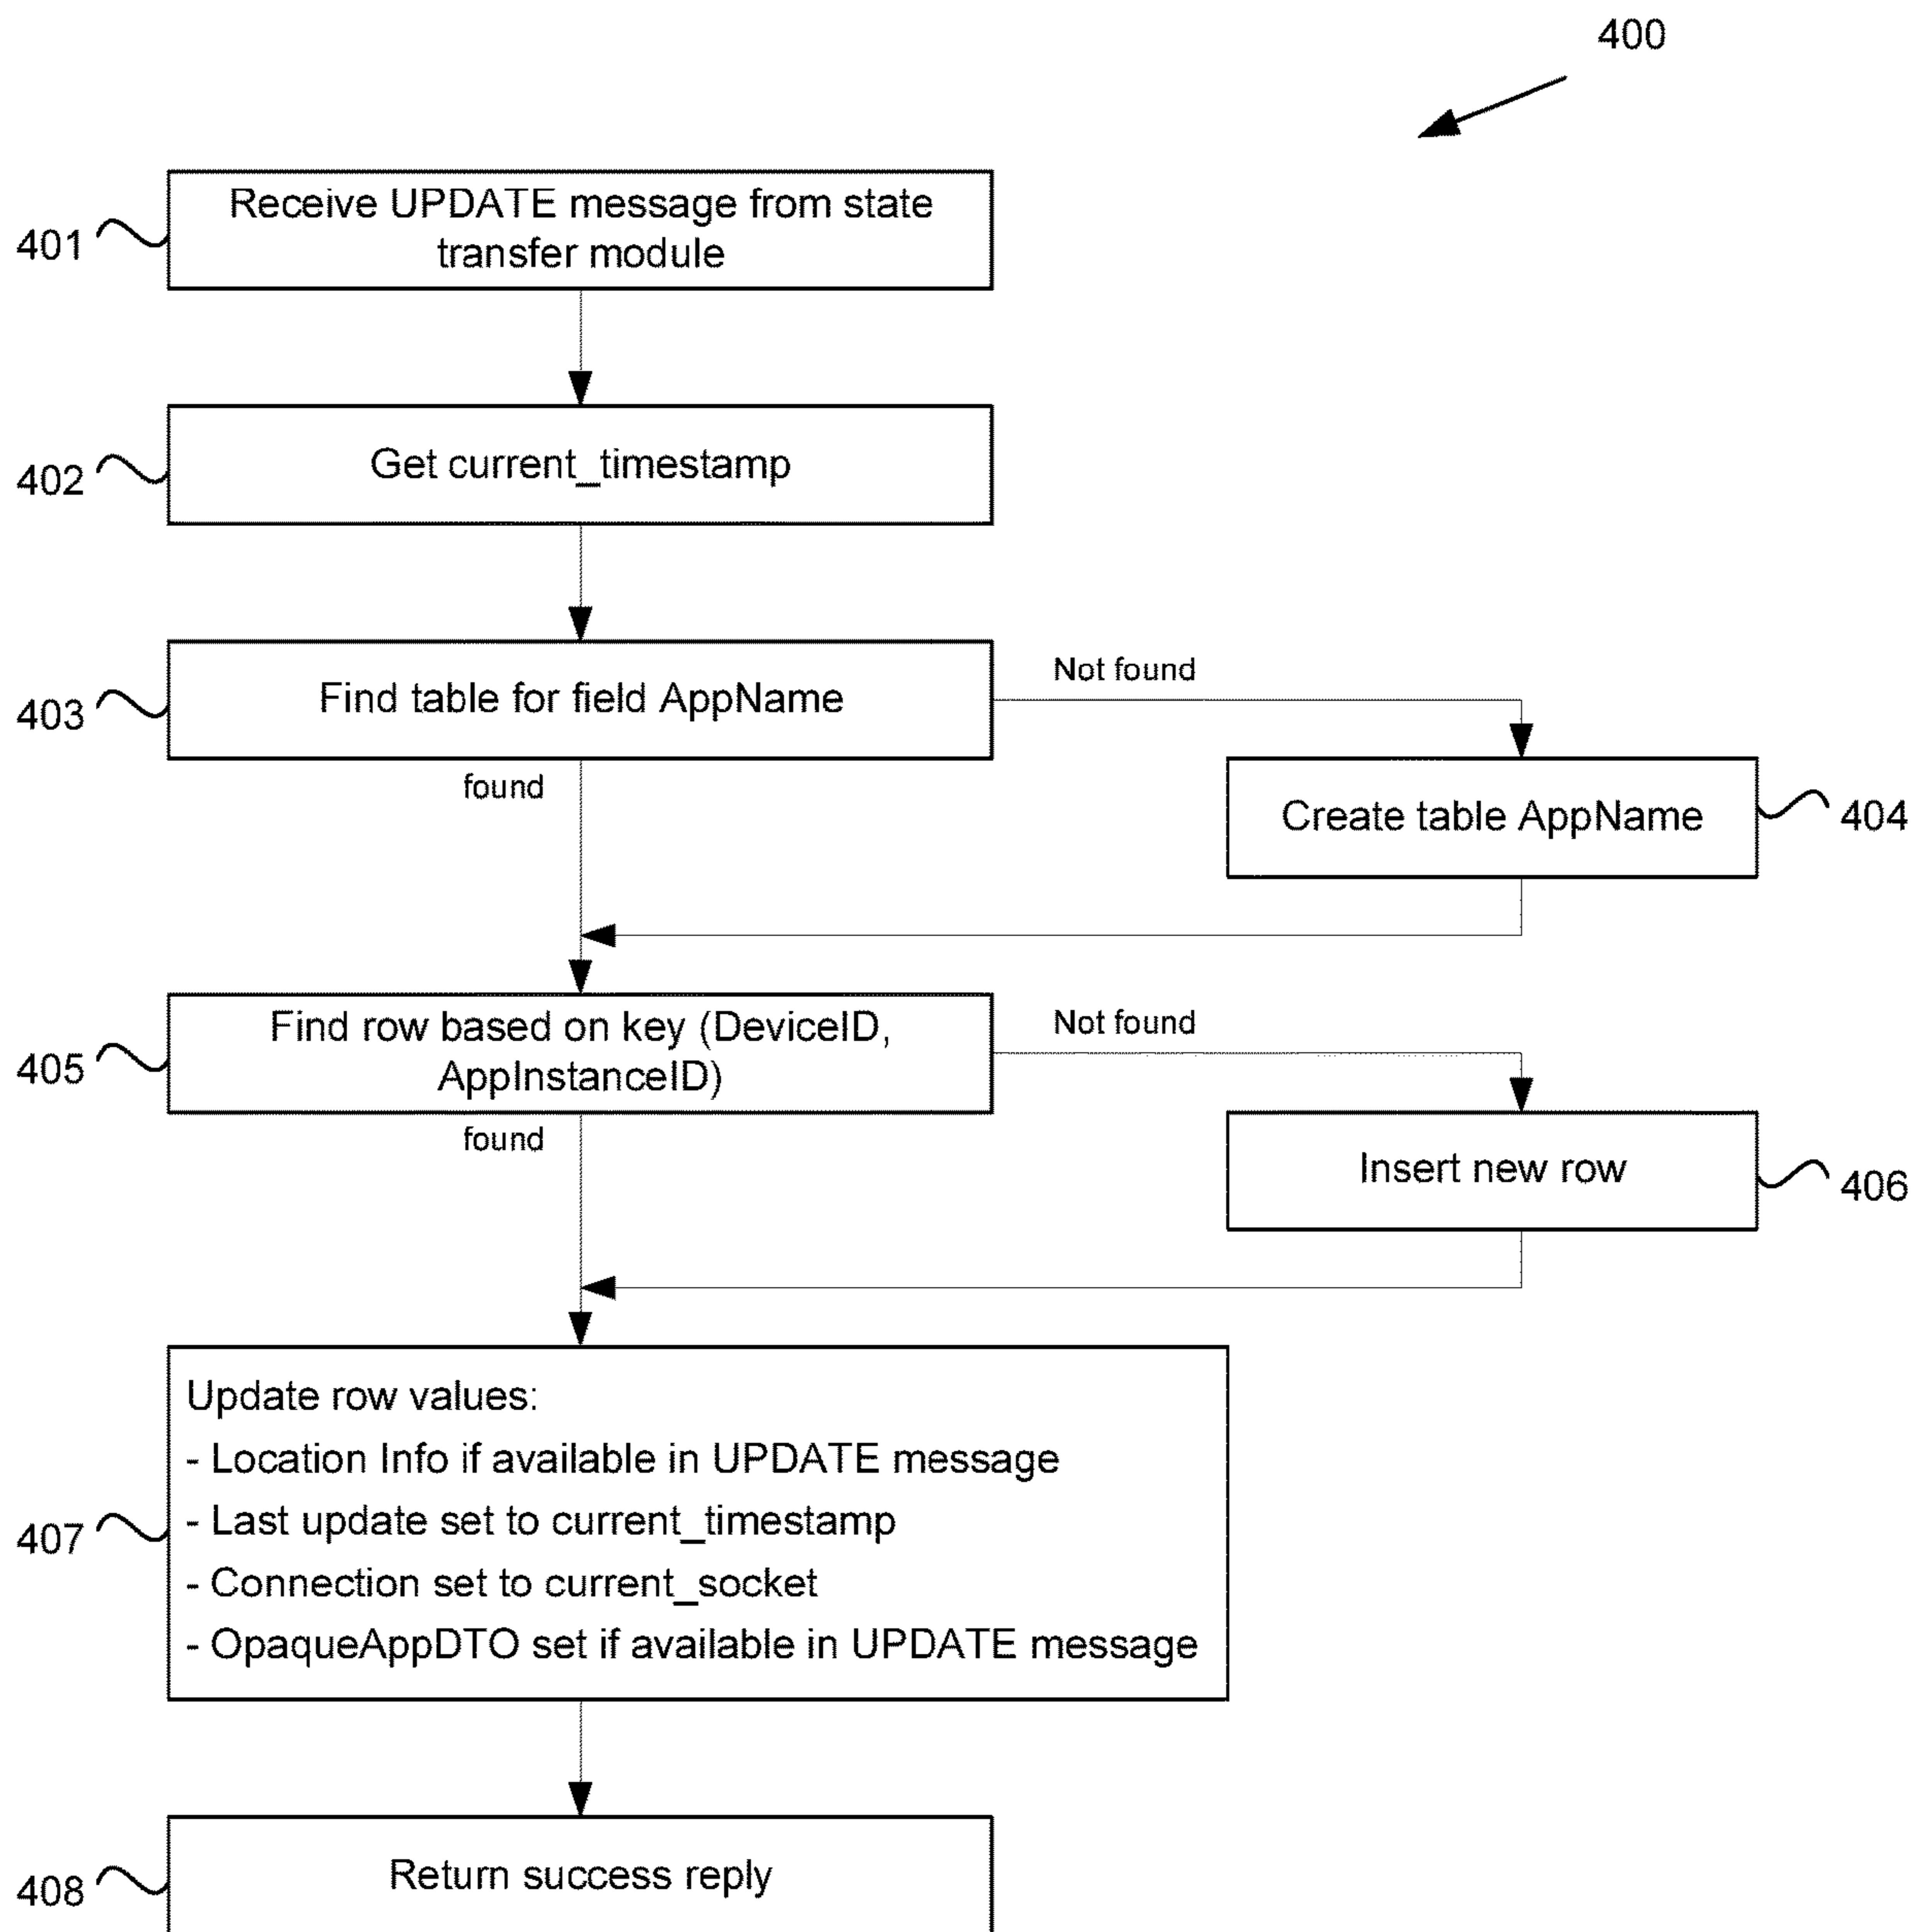 400
Receive UPDATE message from state
transfer module
401
Get current_timestamp
402
Find table for field AppName
Not found
403
found
Create table AppName
404
Find row based on key (DeviceID,
AppInstanceID)
Not found
405
found
Insert new row
406
Update row values:
- Location Info if available in UPDATE message
- Last update set to current_timestamp
407
- Connection set to current_socket
- OpaqueAppDTO set if available in UPDATE message
Return success reply
408